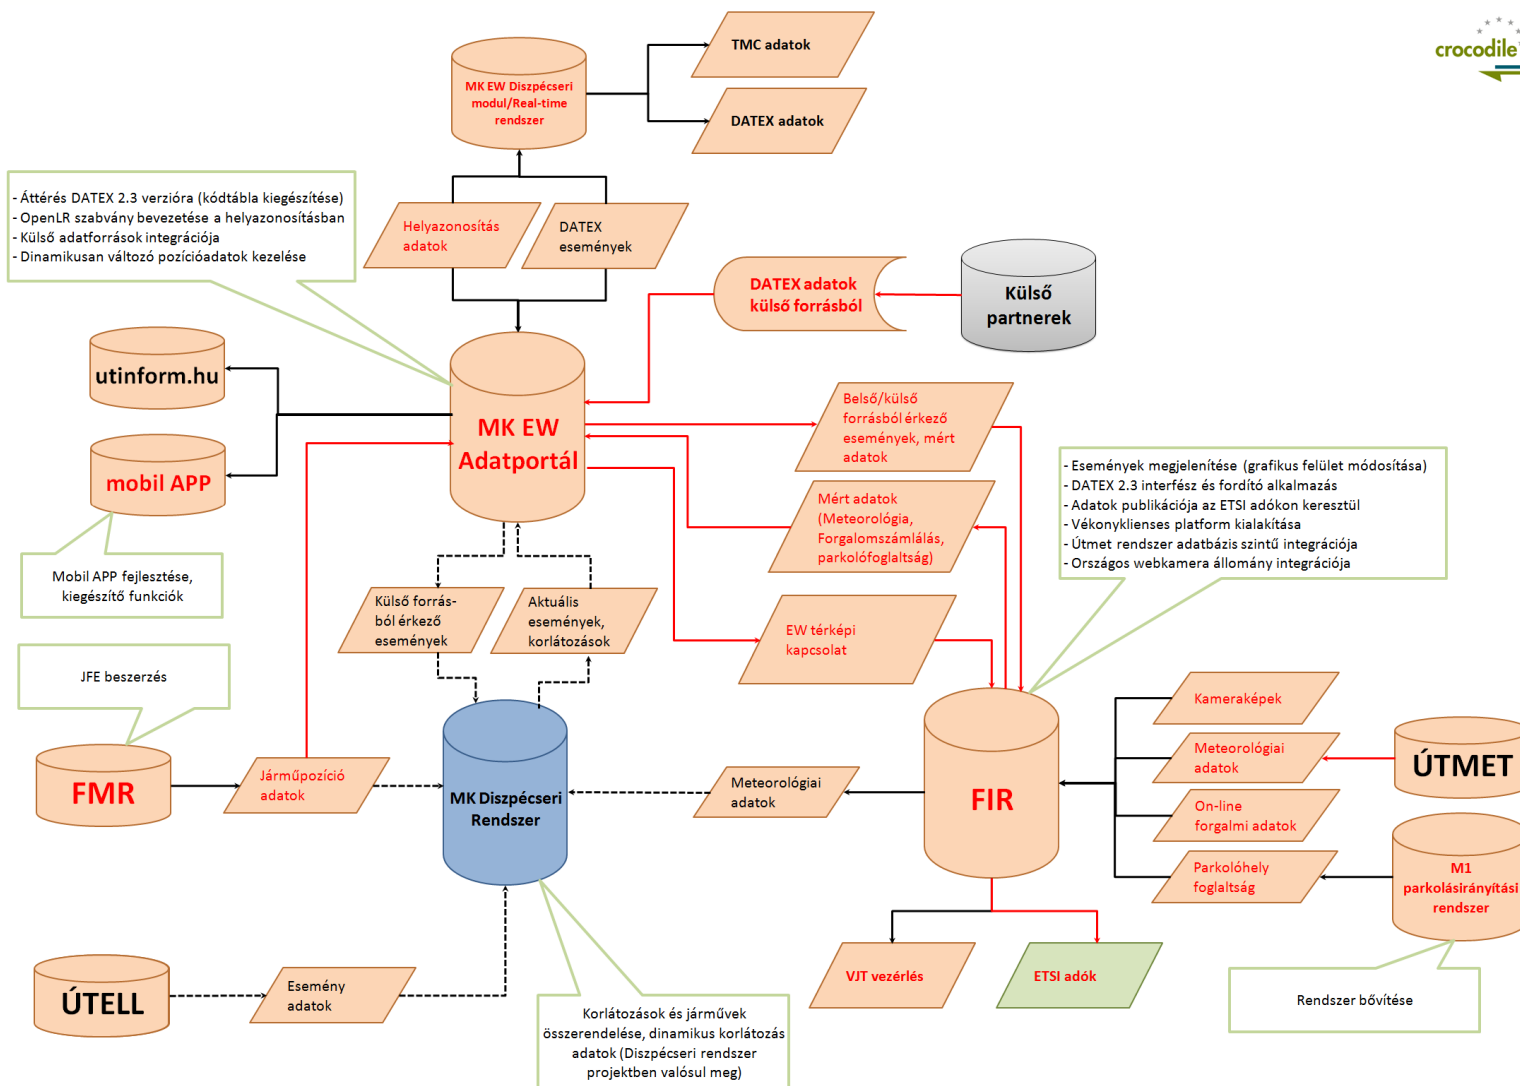 TMC adatok
crocodile
MK EW Diszpécseri
modul/Real-time
rendszer
DATEX adatok
- Áttérés DATEX 2.3 verzióra (kódtábla kiegészítése)
- OpenLR szabvány bevezetése a helyazonosításban
- Külső adatforrások integrációja
- Dinamikusan változó pozícióadatok kezelése
Helyazonosítás
adatok
DATEX
események
DATEX adatok
külső forrásból
Külső
partnerek
utinform.hu
MK EW
Adatportál
mobil APP
Belső/külső
forrásból érkező
események, mért
adatok
Mért adatok
(Meteorológia,
Forgalomszámlálás,
parkolófoglaltság)
- Események megjelenítése (grafikus felület módosítása)
- DATEX 2.3 interfész és fordító alkalmazás
- Adatok publikációja az ETSI adókon keresztül
- Vékonyklienses platform kialakítása
- Útmet rendszer adatbázis szintű integrációja
- Országos webkamera állomány integrációja
Mobil APP fejlesztése,
kiegészítő funkciók
Külső forrás-
ból érkező
események
Aktuális
események,
korlátozások
EW térképi
kapcsolat
JFE beszerzés
FMR
Járműpozíció
adatok
MK Diszpécseri
Rendszer
Meteorológiai
adatok
FIR
Kameraképek
Meteorológiai
adatok
ÚTMET
On-line
forgalmi adatok
Parkolóhely
foglaltság
M1
parkolásirányítási
rendszer
ÚTELL
Esemény
adatok
VJT vezérlés
ETSI adók
Rendszer bővítése
Korlátozások és járművek
összerendelése, dinamikus korlátozás
adatok (Diszpécseri rendszer
projektben valósul meg)